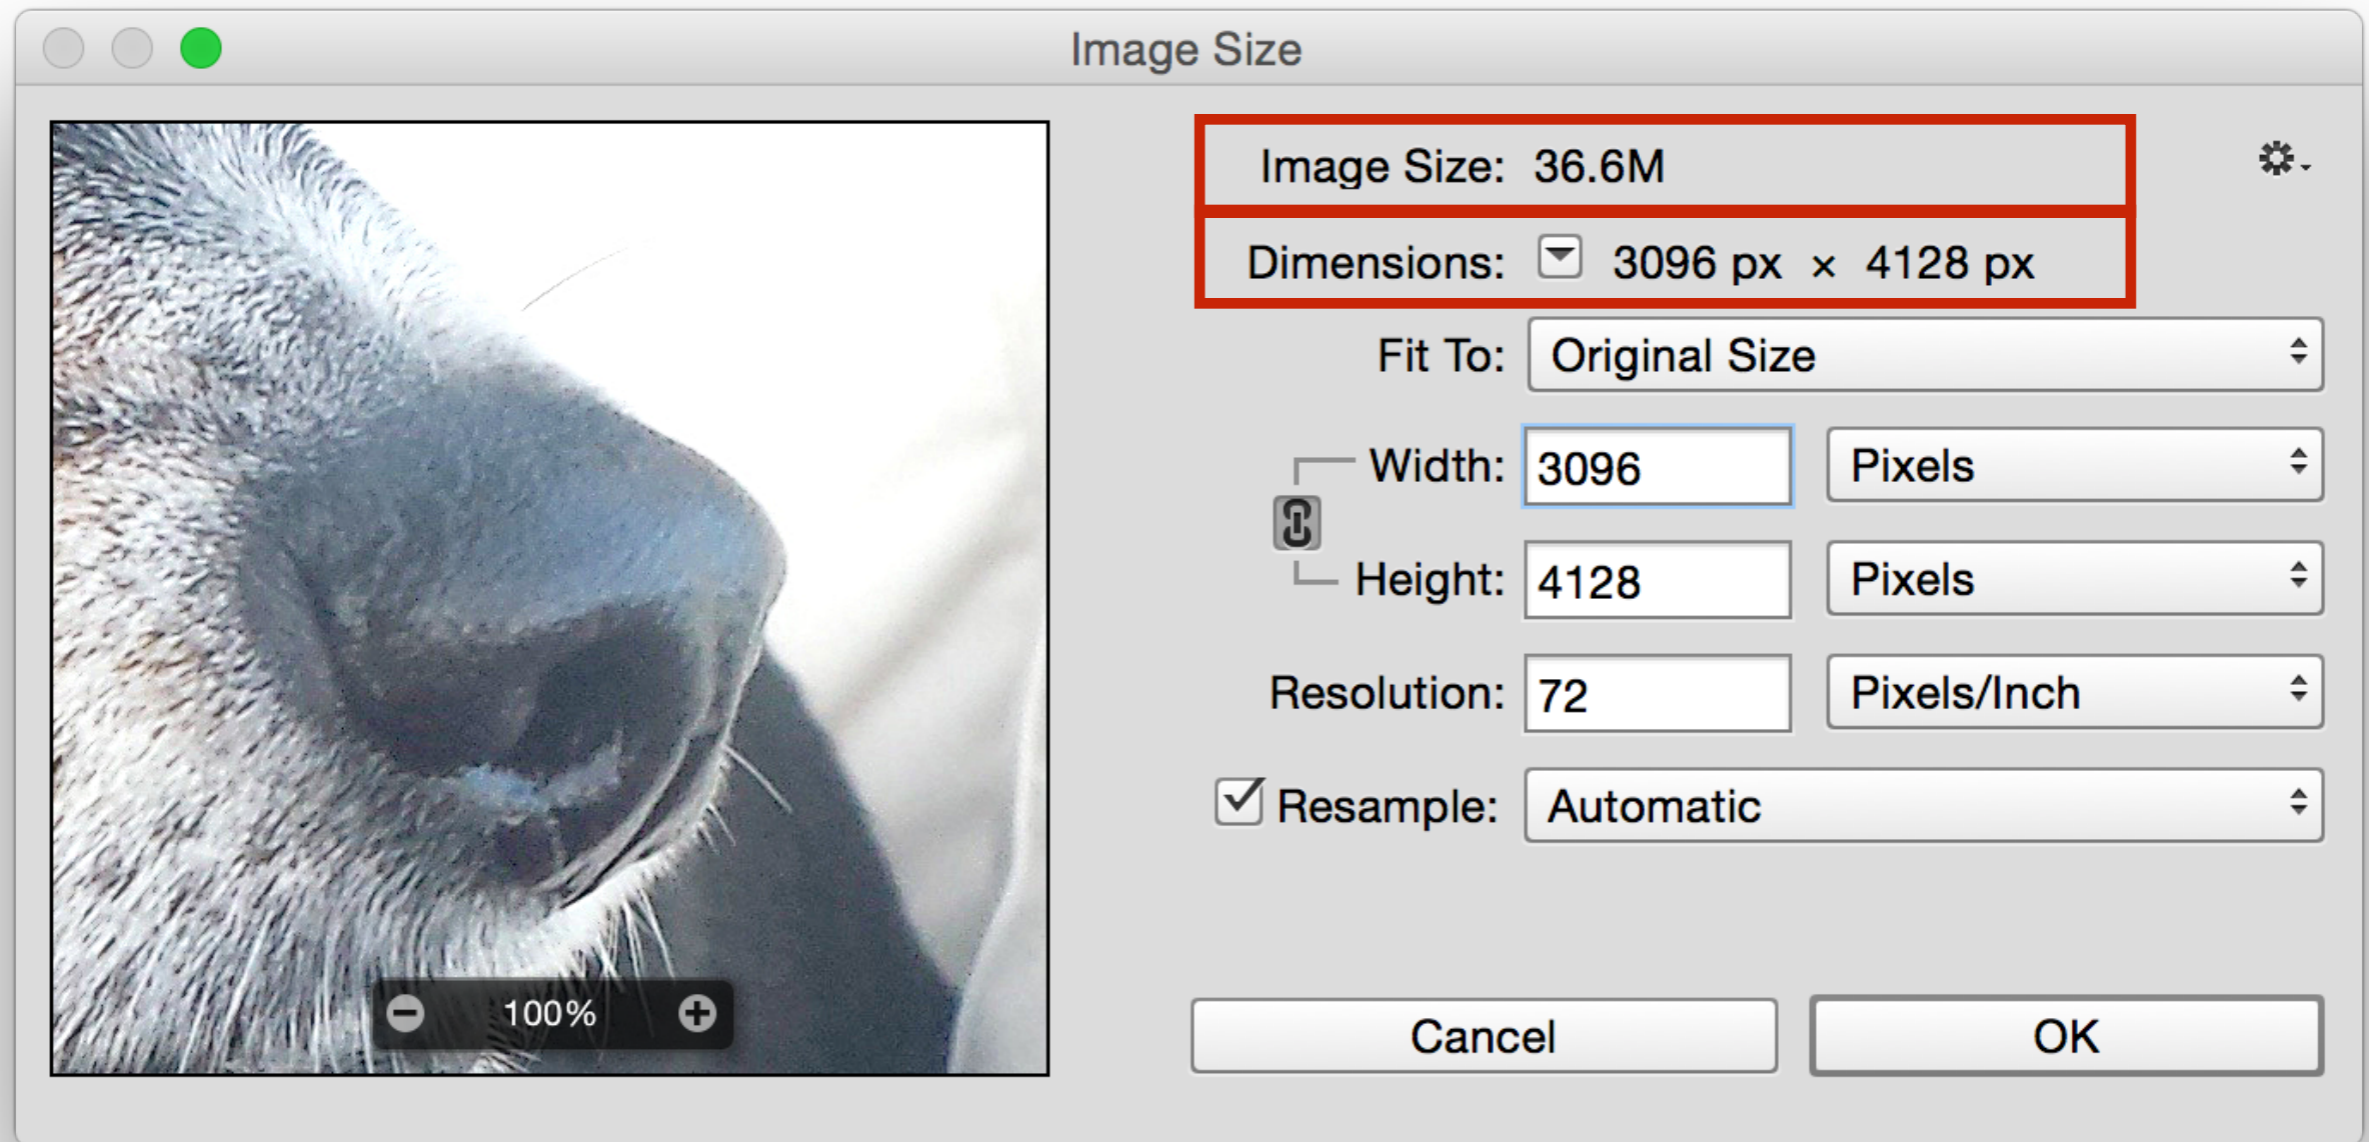 Image Size
Image Size: 36.6M
Dimensions: 3096 px × 4128 px
Fit To: Original Size
Width: 3096 Pixels
Height: 4128 Pixels
Resolution: 72 Pixels/Inch
Resample: Automatic
100%
Cancel OK